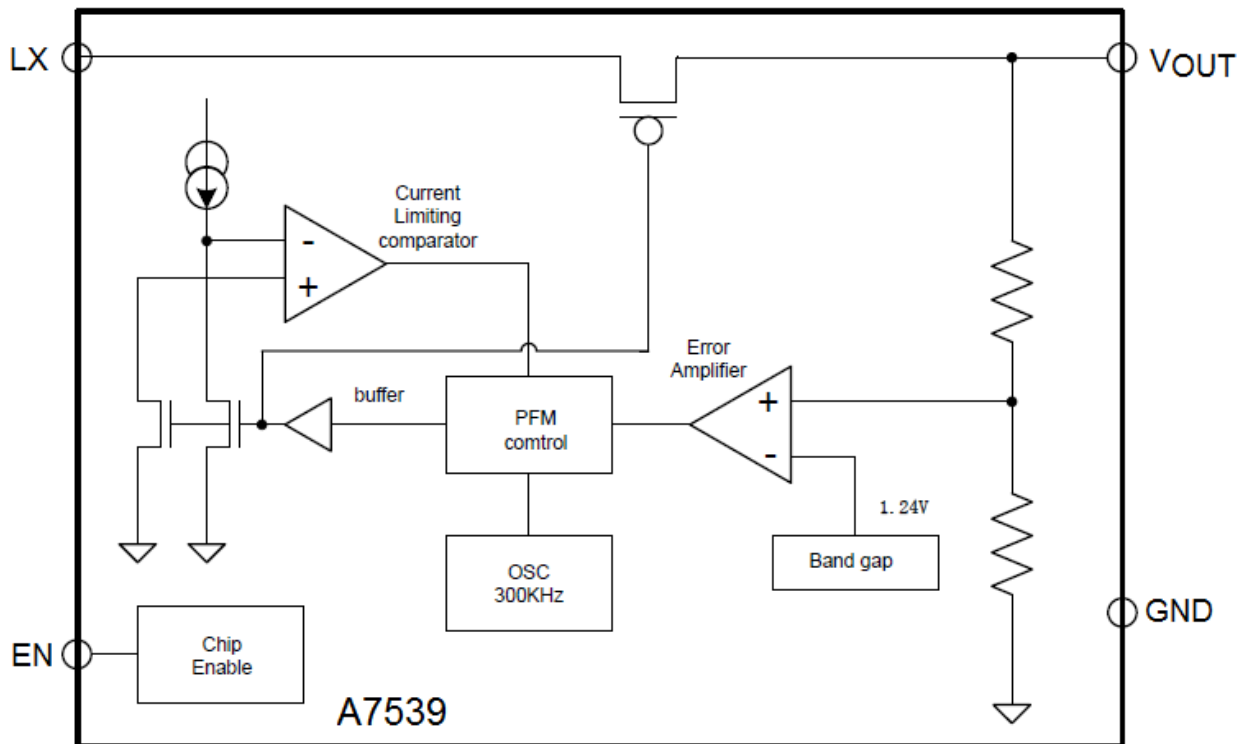 LX
VOUT
Current
Limiting
comparator
-
+
Error
Amplifier
buffer
PFM
comtrol
+
-
1.24V
Band gap
OSC
300KHz
GND
EN
Chip
Enable
A7539